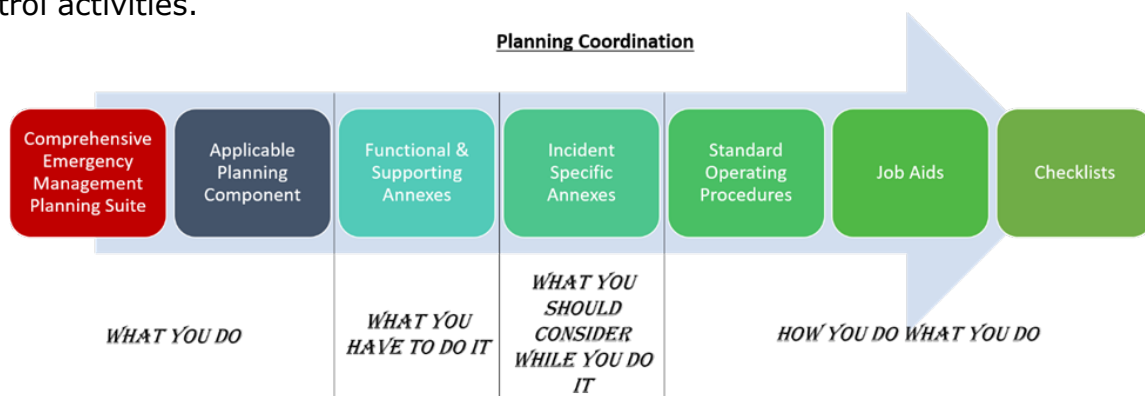 trol activities.
Planning Coordination
Comprehensive
Emergency
Management
Planning Suite
Applicable
Planning
Component
Functional &
Supporting
Annexes
Incident
Specific
Annexes
Standard
Operating
Procedures
Job Aids
Checklists
WHAT YOU DO
WHAT YOU
HAVE TO DO IT
WHAT YOU
SHOULD
CONSIDER
WHILE YOU DO
IT
HOW YOU DO WHAT YOU DO